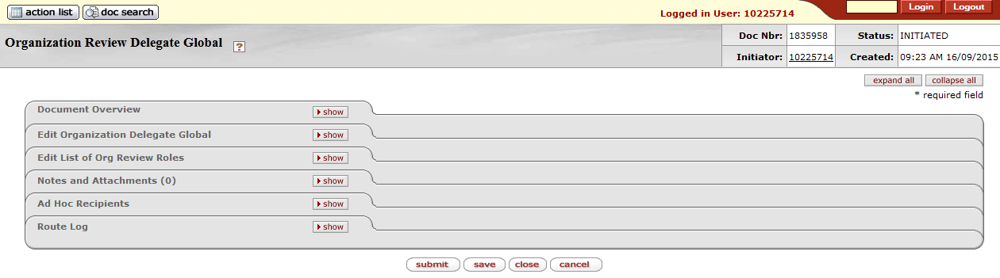 action list doc search Logged in User: 10225714 Login Logout
Organization Review Delegate Global ? Doc Nbr: 1835958 Status: INITIATED
Initiator: 10225714 Created: 09:23 AM 16/09/2015
expand all collapse all
* required field
Document Overview show
Edit Organization Delegate Global show
Edit List of Org Review Roles show
Notes and Attachments (0) show
Ad Hoc Recipients show
Route Log show
submit save close cancel